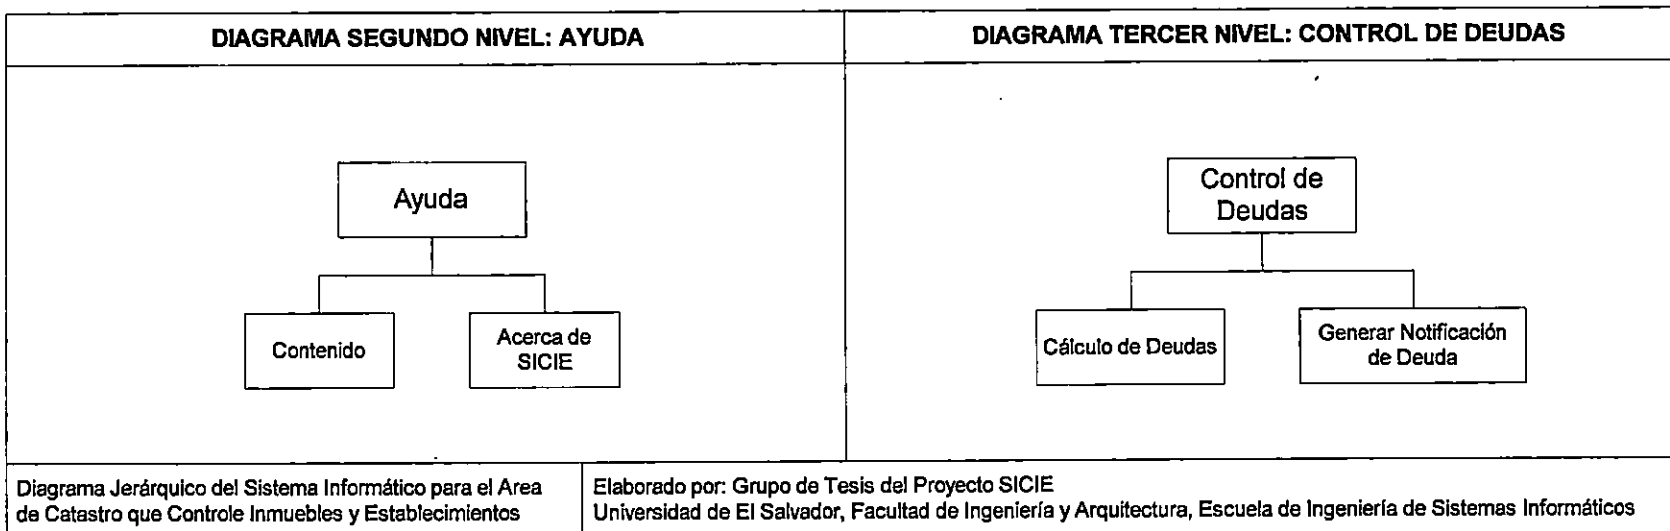 DIAGRAMA SEGUNDO NIVEL: AYUDA
Ayuda
Contenido
Acerca de
SICIE
DIAGRAMA TERCER NIVEL: CONTROL DE DEUDAS
Control de
Deudas
Cálculo de Deudas
Generar Notificación
de Deuda
Diagrama Jerárquico del Sistema Informático para el Area
de Catastro que Controle Inmuebles y Establecimientos
Elaborado por: Grupo de Tesis del Proyecto SICIE
Universidad de El Salvador, Facultad de Ingeniería y Arquitectura, Escuela de Ingeniería de Sistemas Informáticos